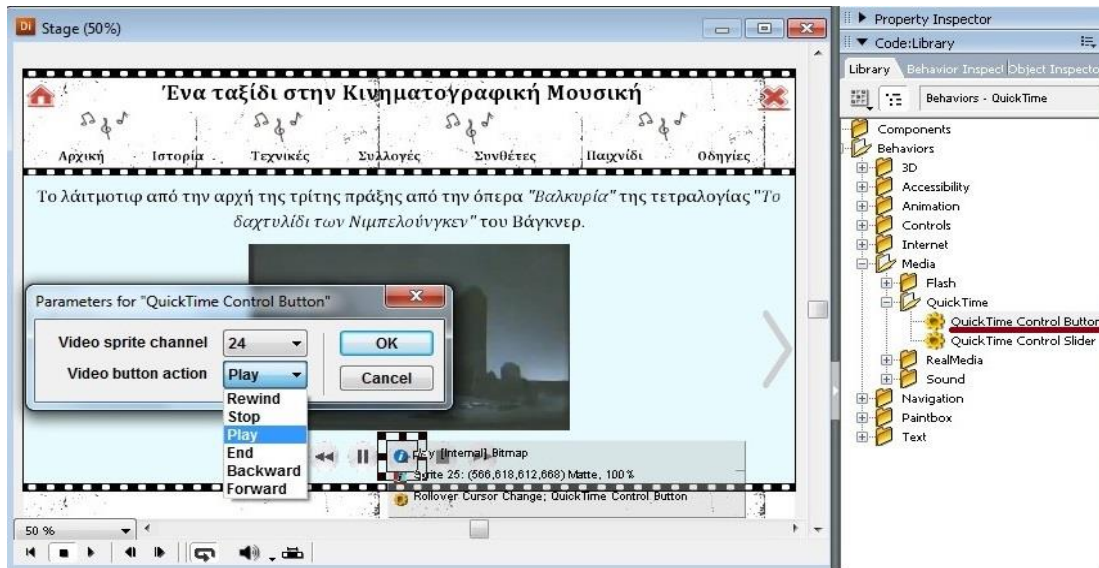 Di Stage (50%)
Ένα ταξίδι στην Κινηματογραφική Μουσική
Αρχική Ιστορία Τεχνικές Συλλογές Συνθέτες Παιχνίδι Οδηγίες
Το λάιτμοτιφ από την αρχή της τρίτης πράξης από την όπερα "Βαλκυρία" της τετραλογίας "Το
δαχτυλίδι των Νιμπελούνγκεν" του Βάγκνερ.
Parameters for "QuickTime Control Button"
Video sprite channel 24 OK
Video button action Play Cancel
Rewind
Stop
Play
End
Backward
Forward
[Internal] Bitmap
Sprite 25: (566,618,612,668) Matte, 100%
Rollover Cursor Change; QuickTime Control Button
50 %
Property Inspector
Code:Library
Library Behavior Inspect Object Inspecto
Behaviors - QuickTime
Components
Behaviors
3D
Accessibility
Animation
Controls
Internet
Media
Flash
QuickTime
QuickTime Control Button
QuickTime Control Slider
RealMedia
Sound
Navigation
Paintbox
Text